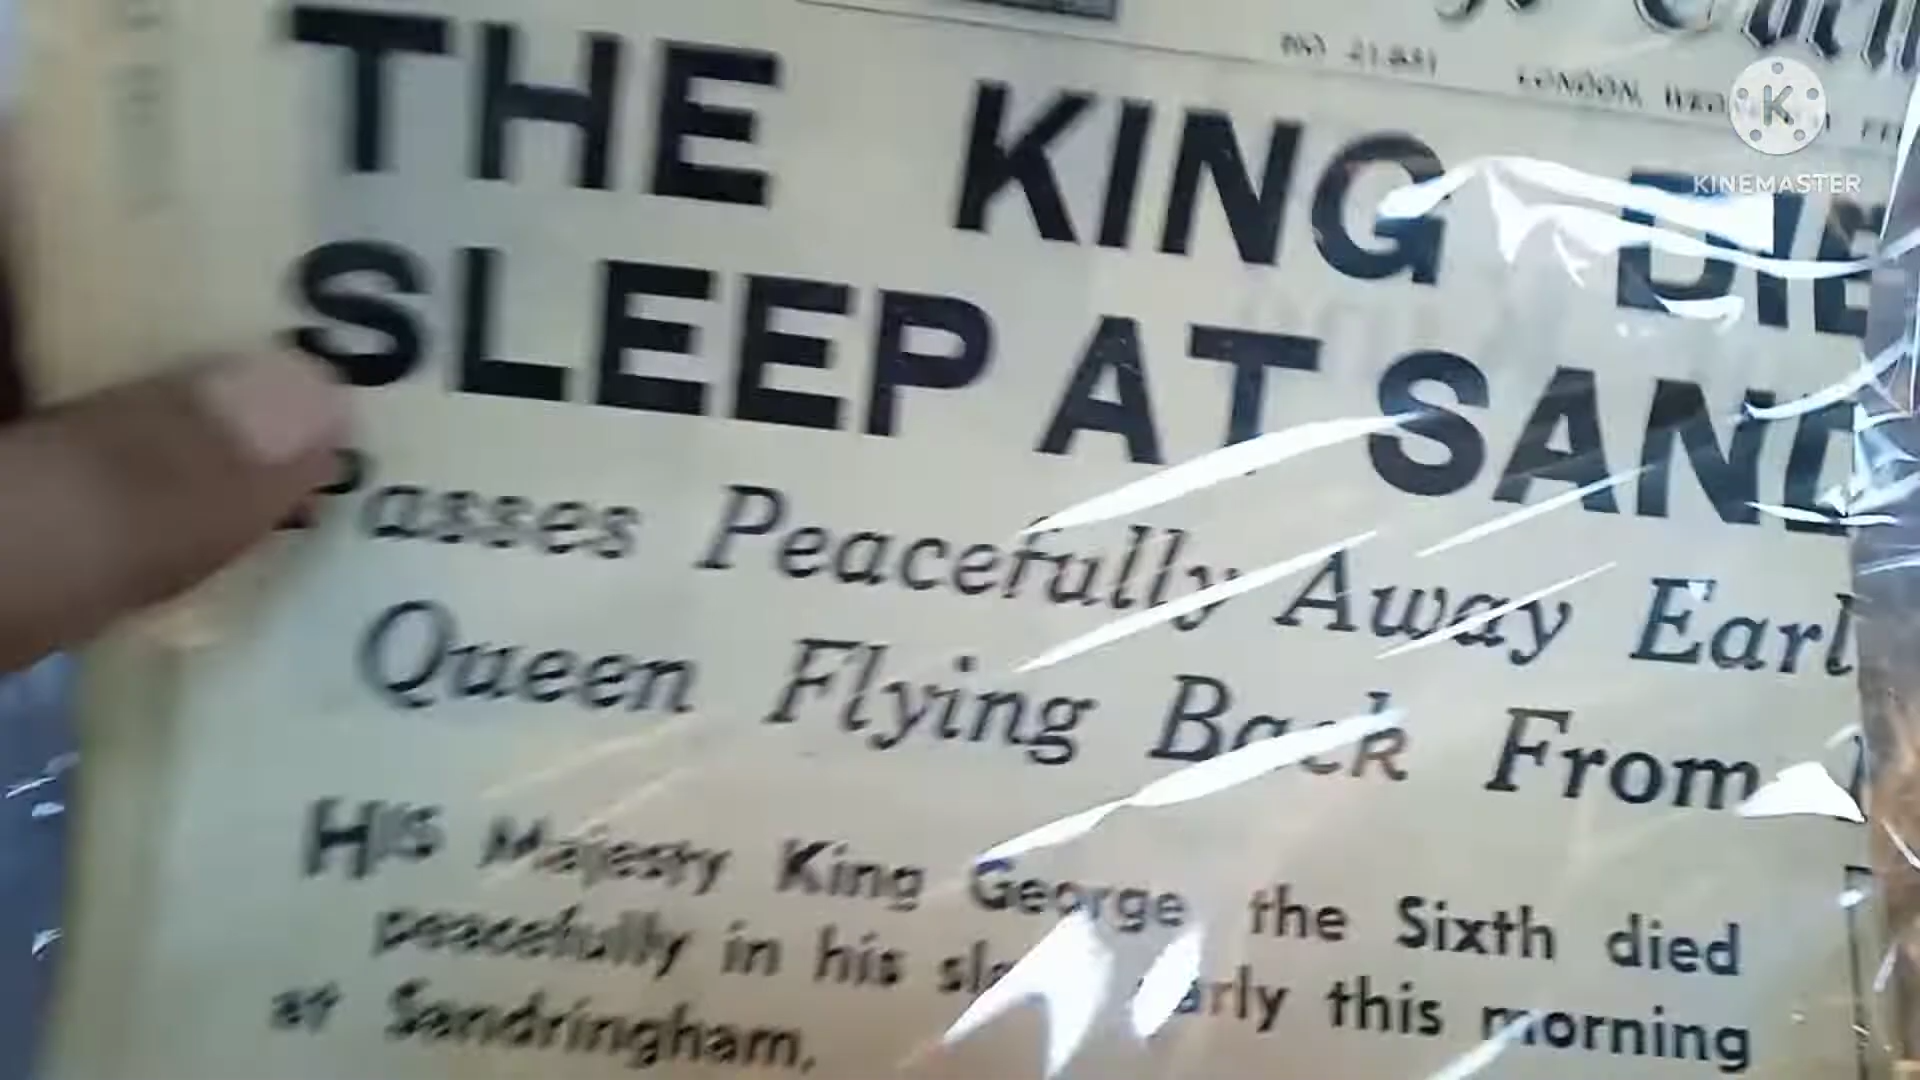 THE KING DIE
SLEEP AT SAND
Passes Peacefully Away Earl
Queen Flying Back From
HIS Majesty King George the Sixth died
peacefully in his early this morning
at Sandringham.
LONDON,
K
KINEMASTER